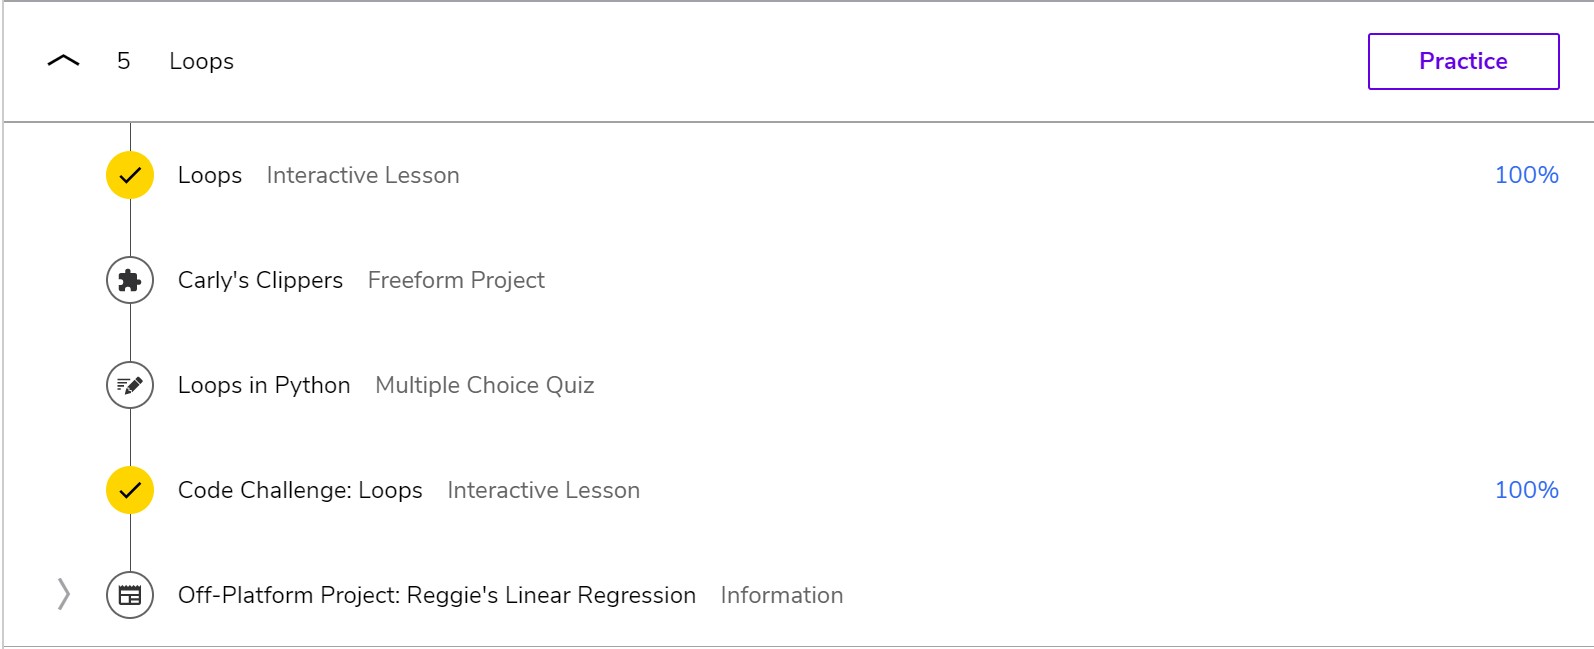 5 Loops Practice
Loops Interactive Lesson 100%
Carly's Clippers Freeform Project
Loops in Python Multiple Choice Quiz
Code Challenge: Loops Interactive Lesson 100%
Off-Platform Project: Reggie's Linear Regression Information